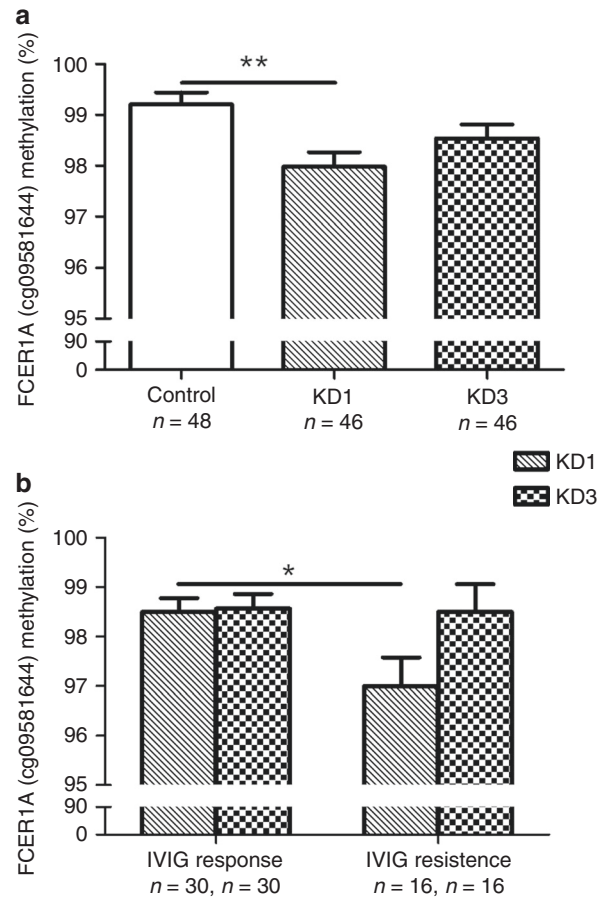 a
FCER1A (cg09581644) methylation (%)
100
99
98
97
96
95
90
0
**
Control
n = 48
KD1
n = 46
KD3
n = 46
KD1
KD3
b
FCER1A (cg09581644) methylation (%)
100
99
98
97
96
95
90
0
*
IVIG response
n = 30, n = 30
IVIG resistence
n = 16, n = 16